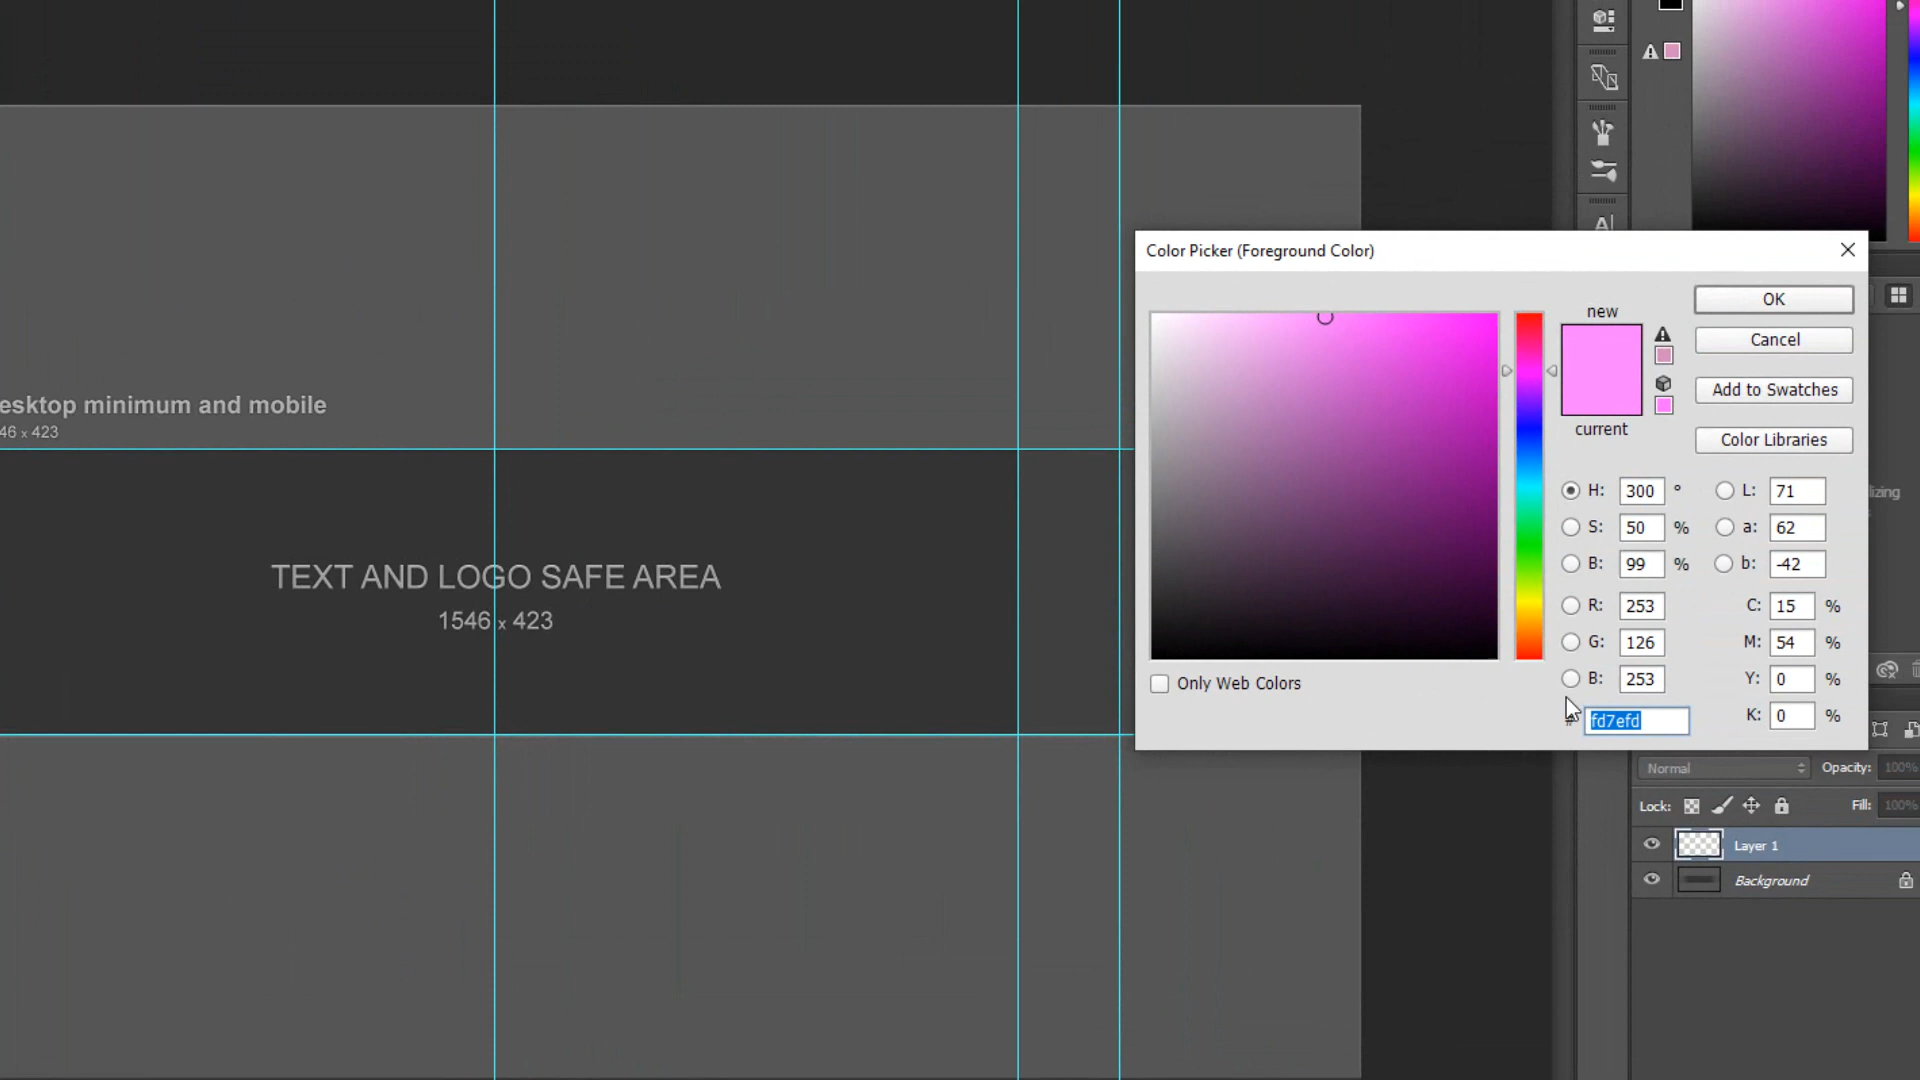 Color Picker (Foreground Color)
new
OK
Cancel
Add to Swatches
current
Color Libraries
esktop minimum and mobile
46 x 423
TEXT AND LOGO SAFE AREA
1546 x 423
H: 300 °
L: 71
S: 50 %
a: 62
B: 99 %
b: -42
R: 253
C: 15 %
G: 126
M: 54 %
B: 253
Y: 0 %
# fd7efd
K: 0 %
Only Web Colors
lizing
Normal
Opacity: 100%
Lock:
Fill: 100%
Layer 1
Background